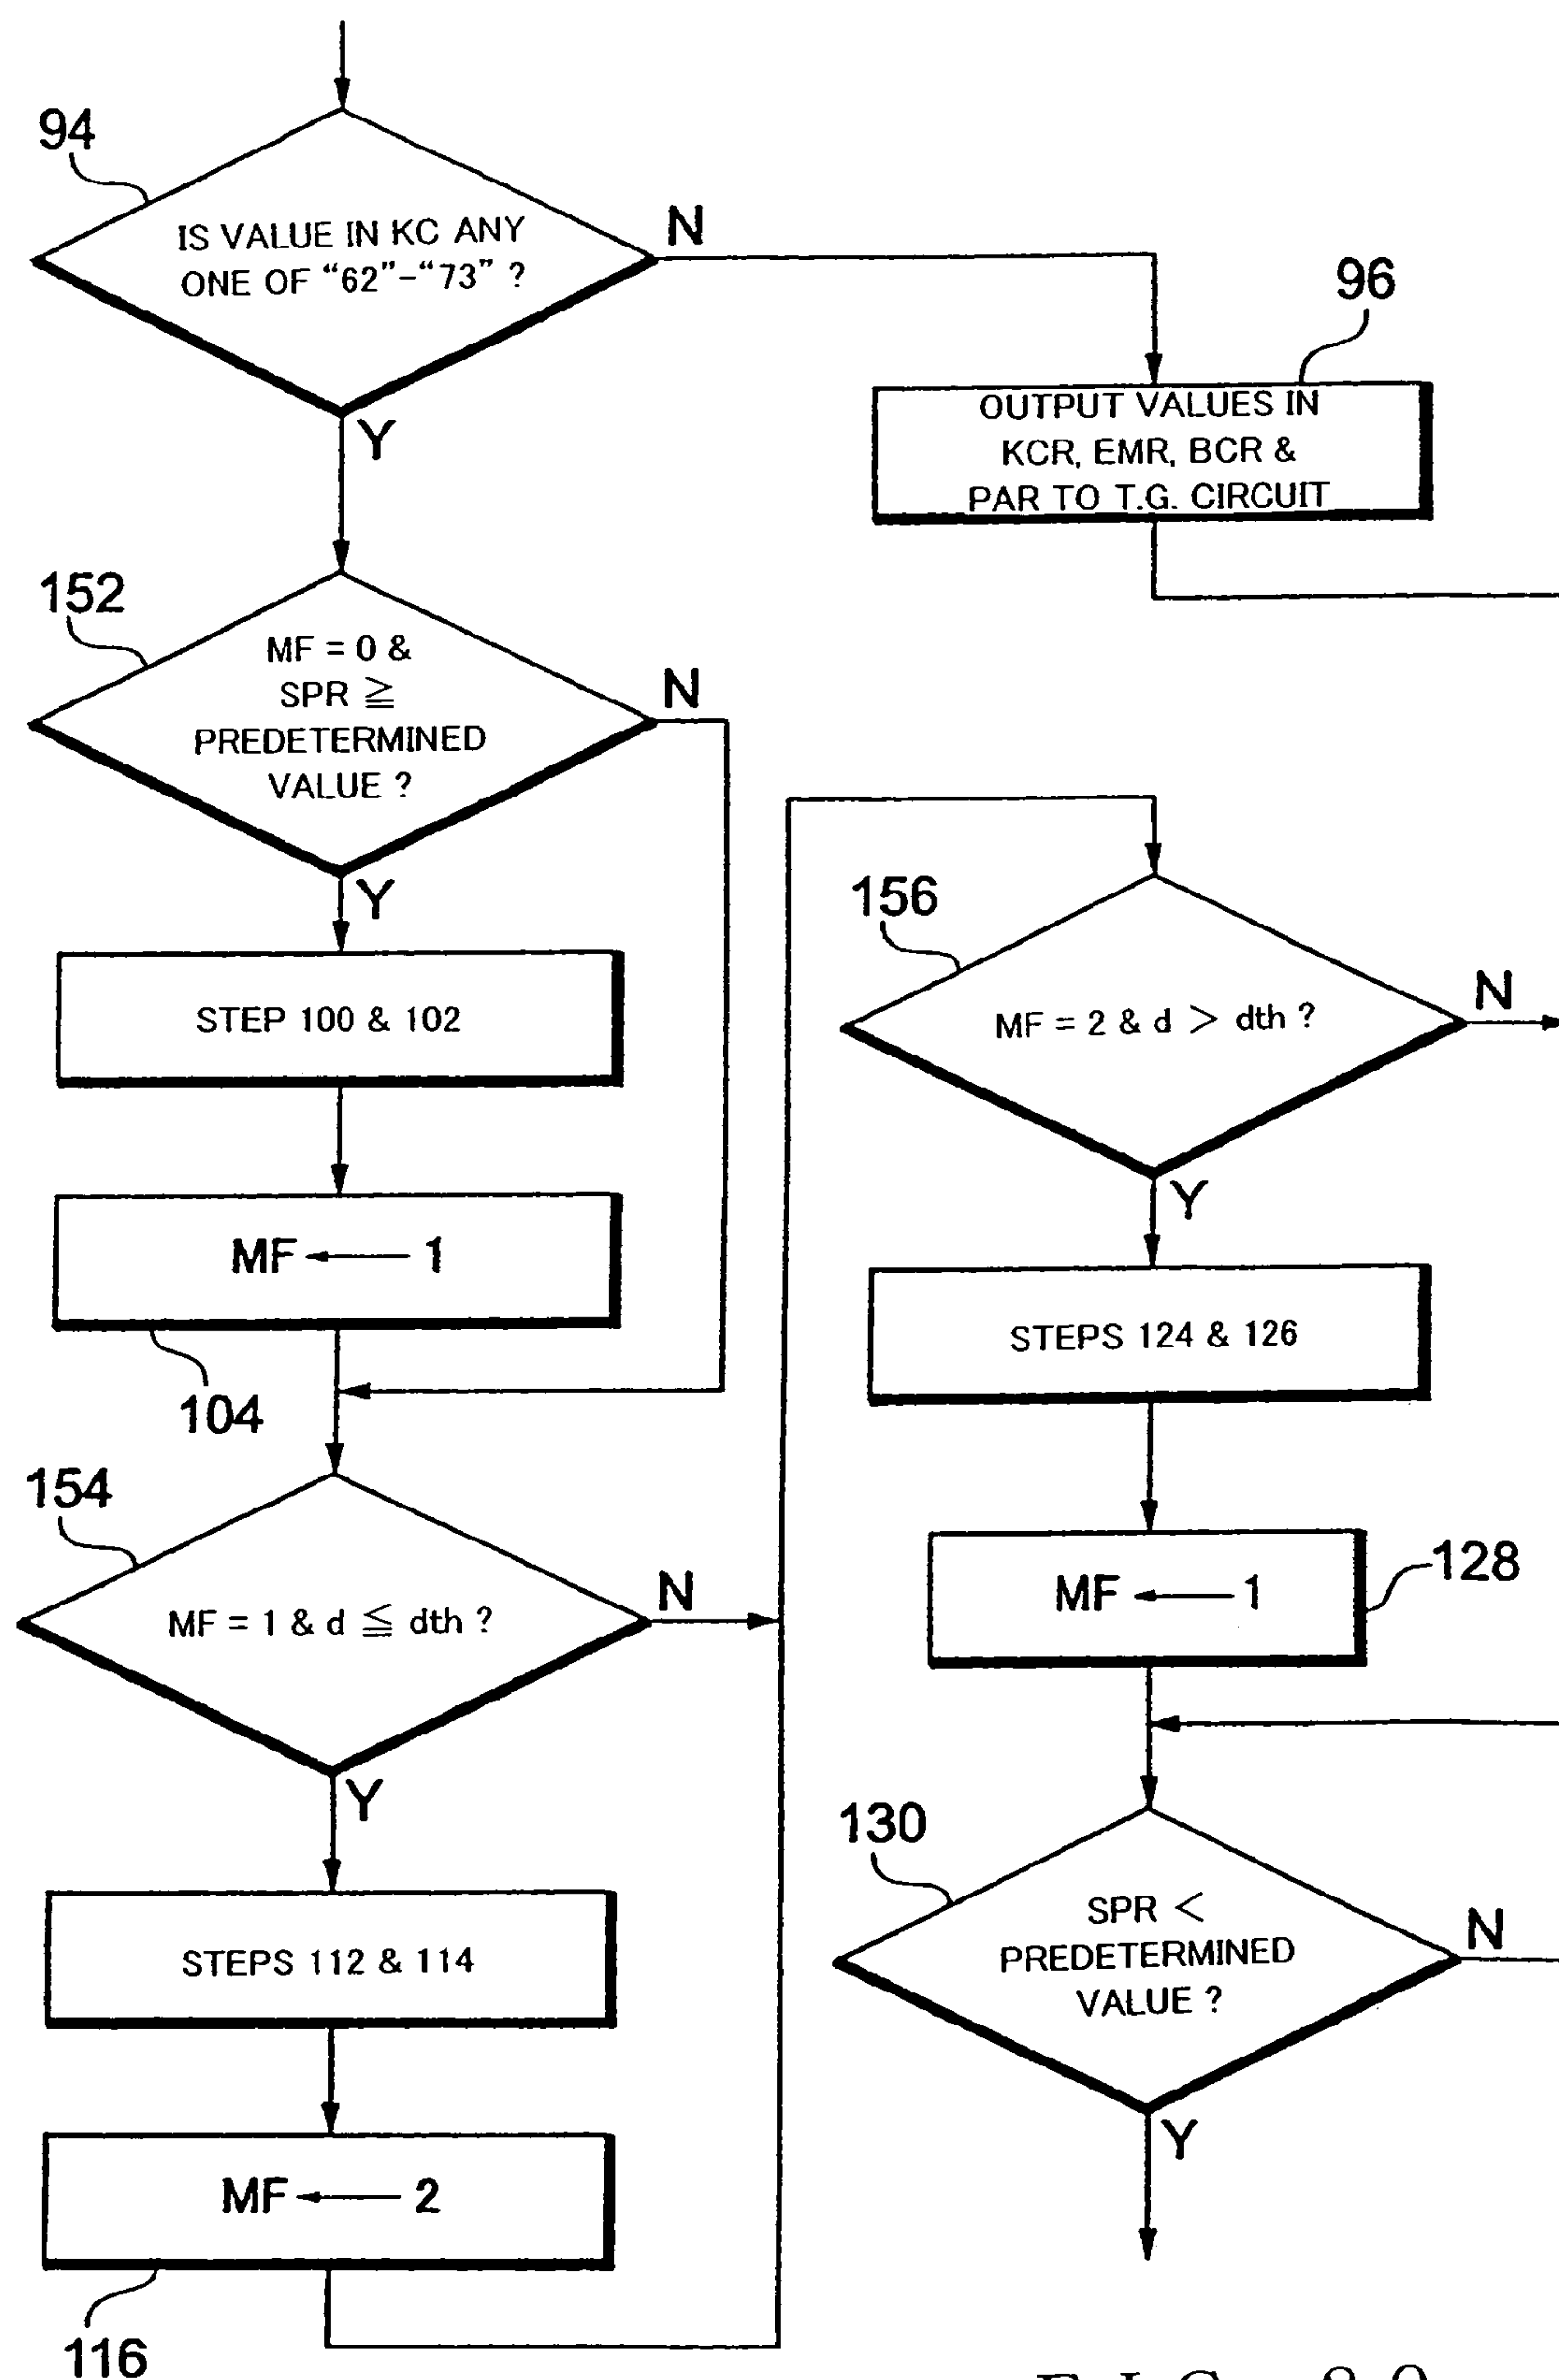 94
IS VALUE IN KC ANY
ONE OF “62”-“73” ?
N
Y
96
OUTPUT VALUES IN
KCR, EMR, BCR &
PAR TO T.G. CIRCUIT
152
MF = 0 &
SPR ≧
PREDETERMINED
VALUE ?
N
Y
STEP 100 & 102
MF ← 1
104
154
MF = 1 & d ≦ dth ?
N
Y
STEPS 112 & 114
MF ← 2
116
156
MF = 2 & d > dth ?
N
Y
STEPS 124 & 126
MF ← 1
128
130
SPR <
PREDETERMINED
VALUE ?
N
Y